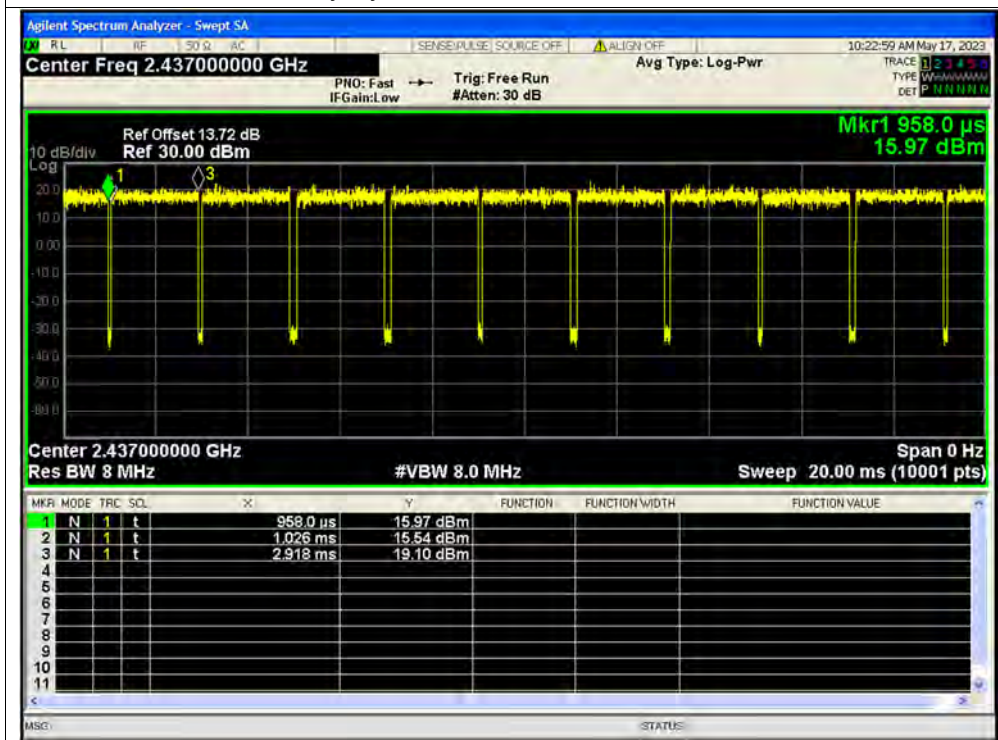 Agilent Spectrum Analyzer - Swept SA
RL RF 50 Ω AC SENSE:PULSE SOURCE OFF ALIGN OFF 10:22:59 AM May 17, 2023
Center Freq 2.437000000 GHz Avg Type: Log-Pwr TRACE 1 2 3 4 5 6
PNO: Fast Trig: Free Run TYPE
IFGain:Low #Atten: 30 dB DET P N N N N N
Mkr1 958.0 µs
15.97 dBm
Ref Offset 13.72 dB
10 dB/div Ref 30.00 dBm
Log
1 3
20.0
10.0
0.00
-10.0
-20.0
-30.0
-40.0
-50.0
-60.0
Center 2.437000000 GHz Span 0 Hz
Res BW 8 MHz #VBW 8.0 MHz Sweep 20.00 ms (10001 pts)
MKR MODE TRC SCL X Y FUNCTION FUNCTION WIDTH FUNCTION VALUE
1 N 1 t 958.0 µs 15.97 dBm
2 N 1 t 1.026 ms 15.54 dBm
3 N 1 t 2.918 ms 19.10 dBm
4
5
6
7
8
9
10
11
MSG STATUS